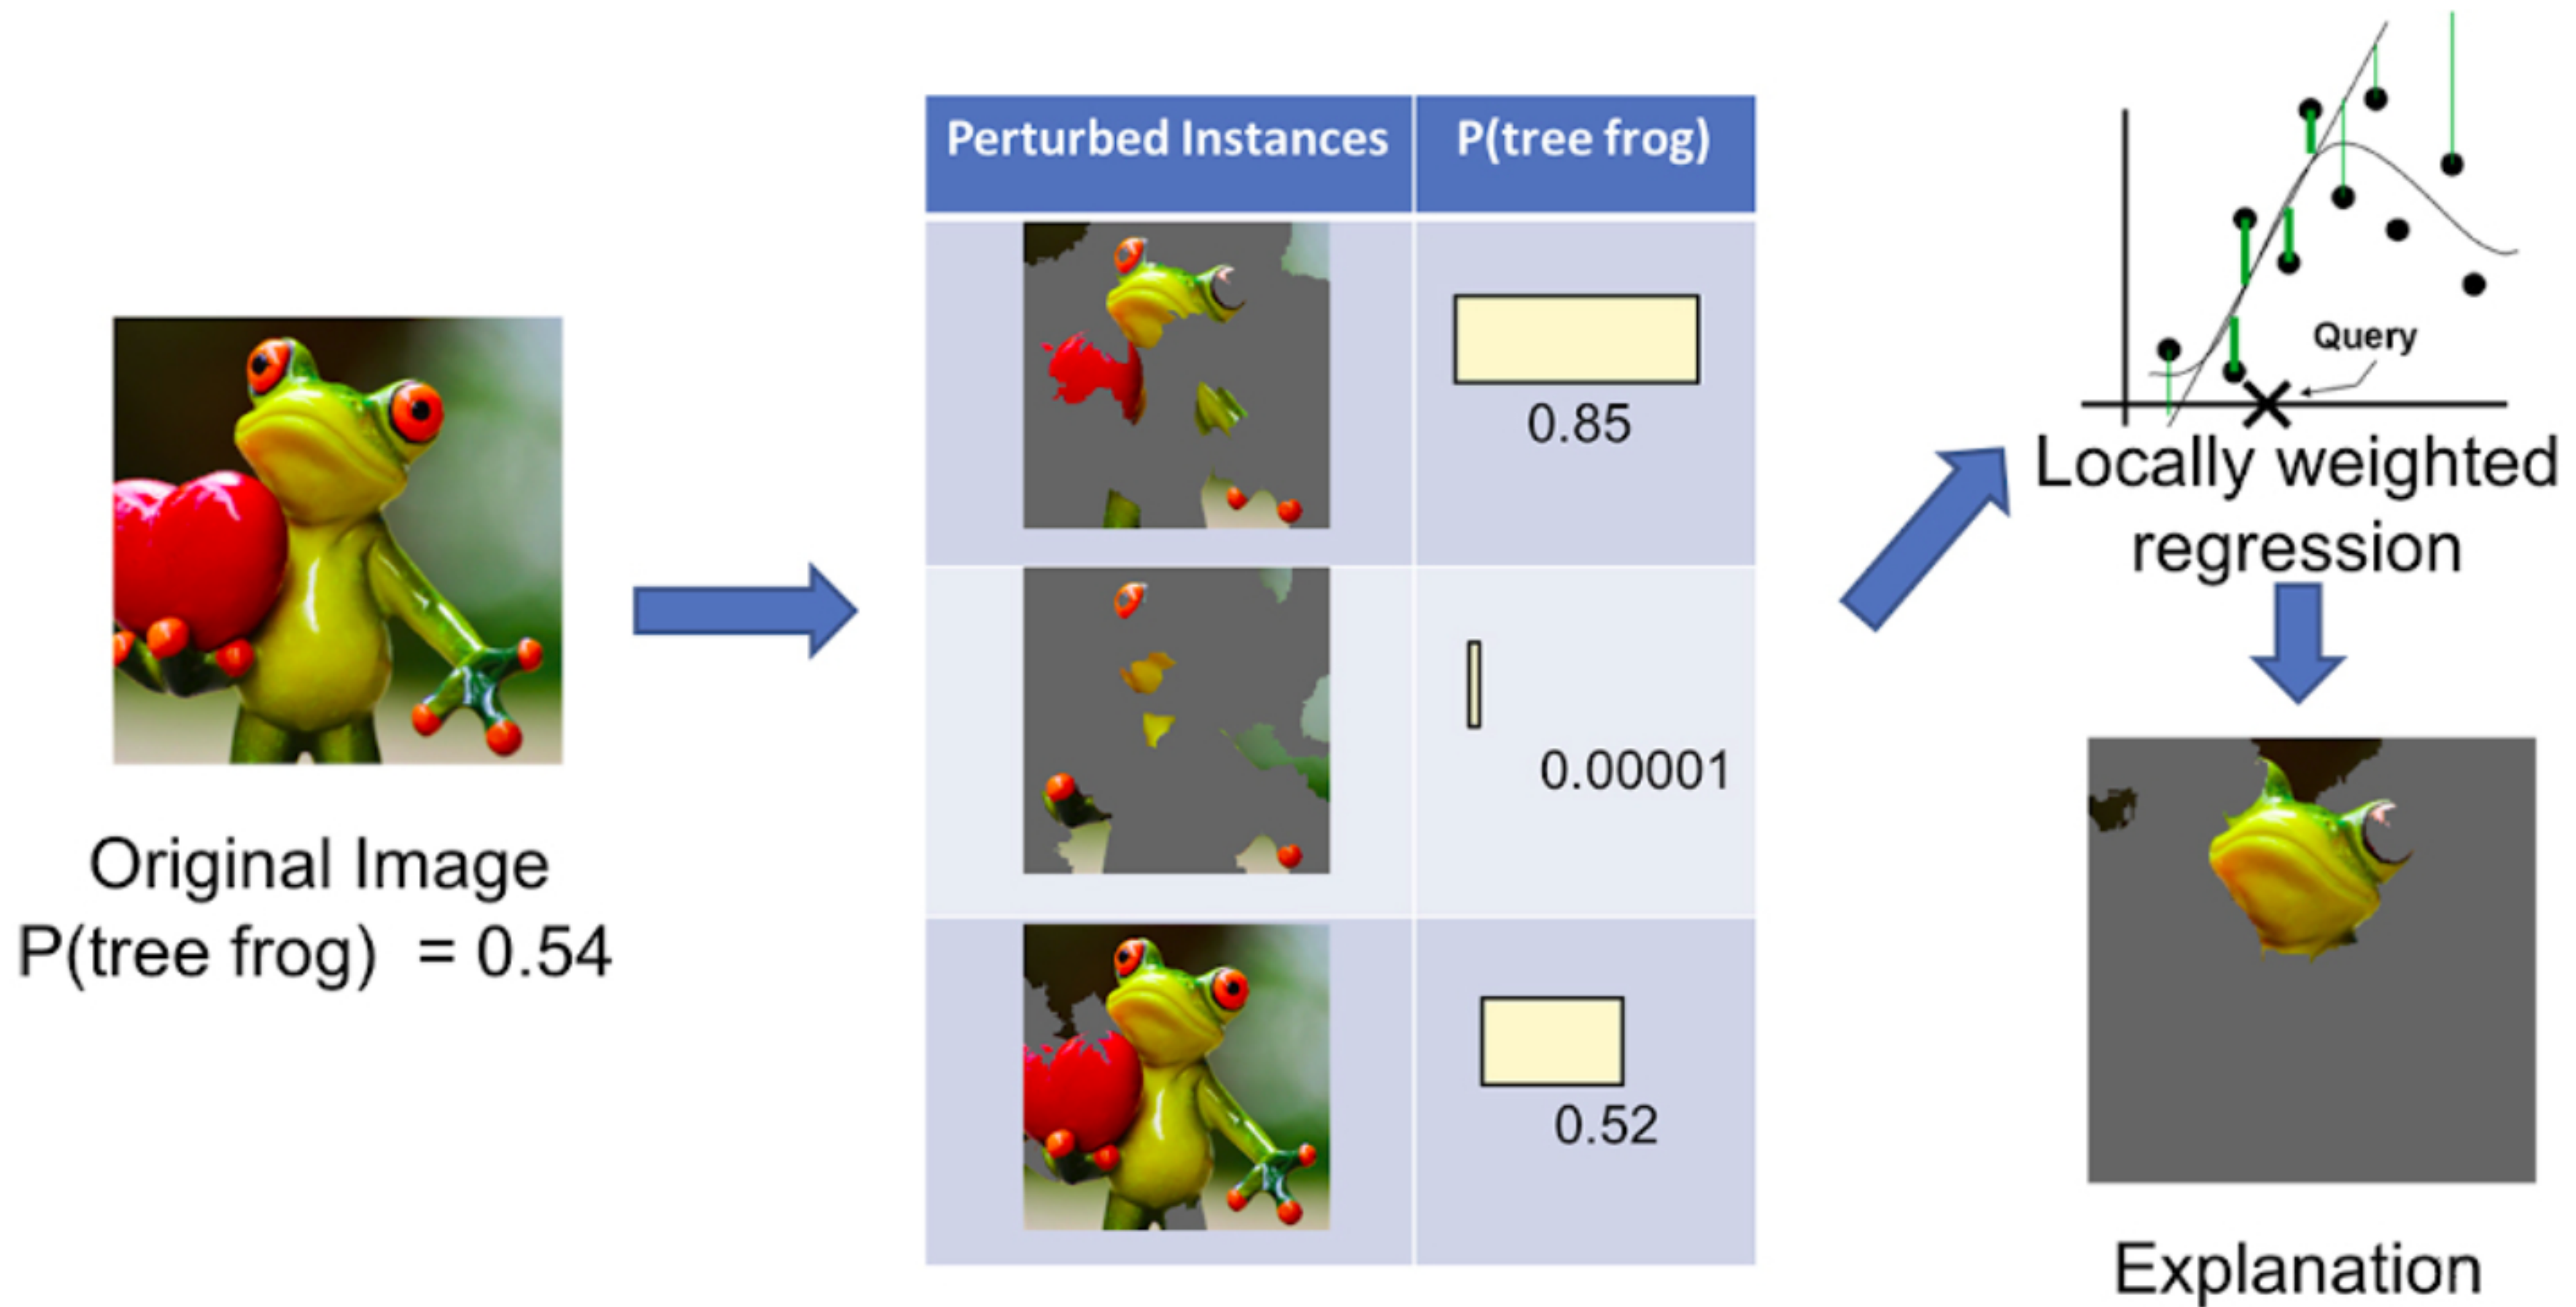 Original Image
P(tree frog) = 0.54
Perturbed Instances
P(tree frog)
0.85
0.00001
0.52
Query
Locally weighted
regression
Explanation